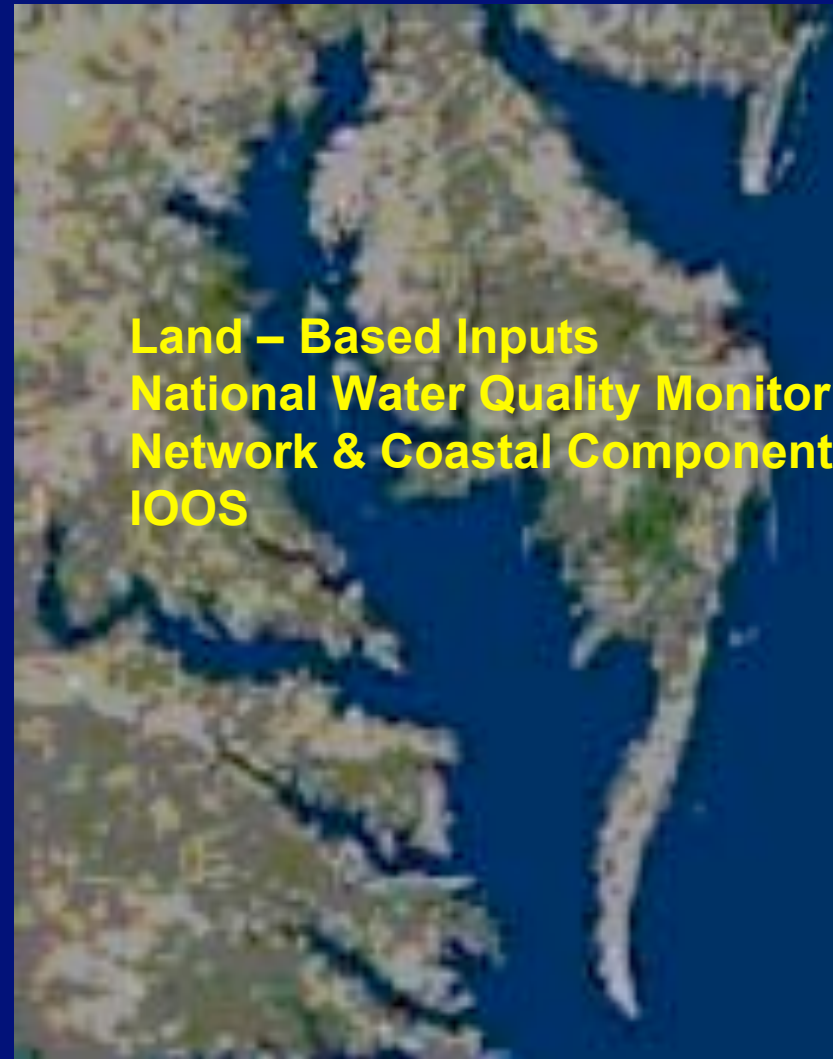 Land – Based Inputs
National Water Quality Monitor
Network & Coastal Component
IOOS